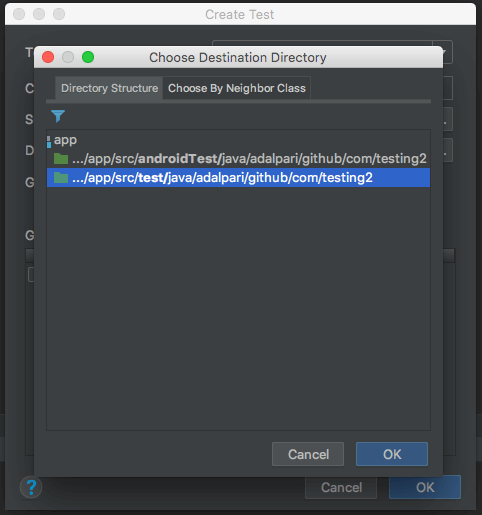 Create Test
Choose Destination Directory
Directory Structure
Choose By Neighbor Class
app
.../app/src/androidTest/java/adalpari/github/com/testing2
.../app/src/test/java/adalpari/github/com/testing2
Cancel
OK
?
Cancel
OK